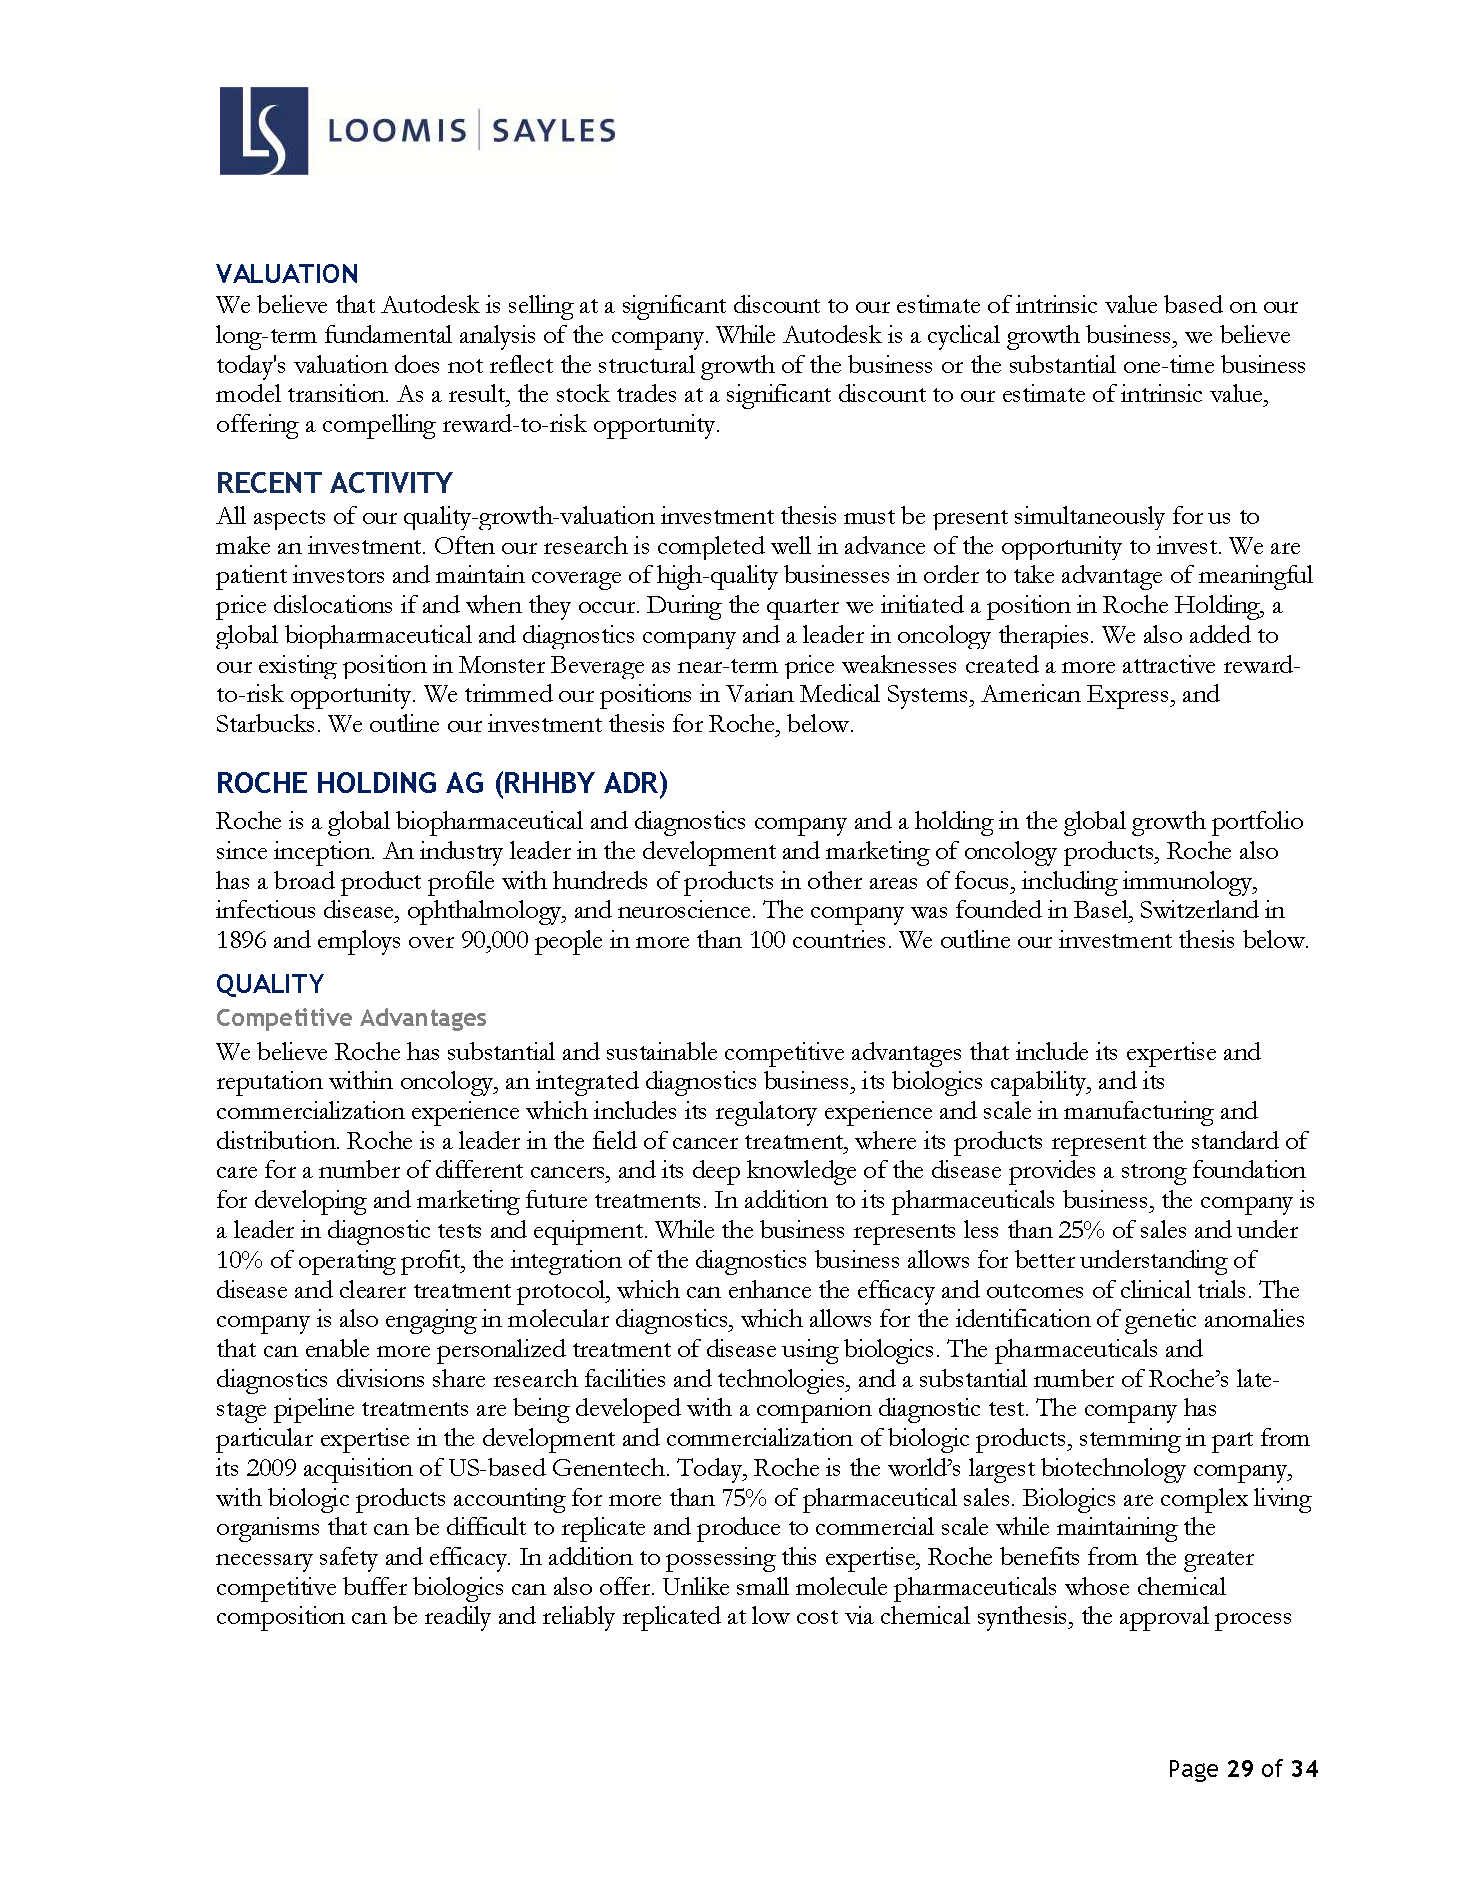 LOOMIS | SAYLES
VALUATION
We believe that Autodesk is selling at a significant discount to our estimate of intrinsic value based on our
long-term fundamental analysis of the company. While Autodesk is a cyclical growth business, we believe
today's valuation does not reflect the structural growth of the business or the substantial one-time business
model transition. As a result, the stock trades at a significant discount to our estimate of intrinsic value,
offering a compelling reward-to-risk opportunity.
RECENT ACTIVITY
All aspects of our quality-growth-valuation investment thesis must be present simultaneously for us to
make an investment. Often our research is completed well in advance of the opportunity to invest. We are
patient investors and maintain coverage of high-quality businesses in order to take advantage of meaningful
price dislocations if and when they occur. During the quarter we initiated a position in Roche Holding, a
global biopharmaceutical and diagnostics company and a leader in oncology therapies. We also added to
our existing position in Monster Beverage as near-term price weaknesses created a more attractive reward-
to-risk opportunity. We trimmed our positions in Varian Medical Systems, American Express, and
Starbucks. We outline our investment thesis for Roche, below.
ROCHE HOLDING AG (RHHBY ADR)
Roche is a global biopharmaceutical and diagnostics company and a holding in the global growth portfolio
since inception. An industry leader in the development and marketing of oncology products, Roche also
has a broad product profile with hundreds of products in other areas of focus, including immunology,
infectious disease, ophthalmology, and neuroscience. The company was founded in Basel, Switzerland in
1896 and employs over 90,000 people in more than 100 countries. We outline our investment thesis below.
QUALITY
Competitive Advantages
We believe Roche has substantial and sustainable competitive advantages that include its expertise and
reputation within oncology, an integrated diagnostics business, its biologics capability, and its
commercialization experience which includes its regulatory experience and scale in manufacturing and
distribution. Roche is a leader in the field of cancer treatment, where its products represent the standard of
care for a number of different cancers, and its deep knowledge of the disease provides a strong foundation
for developing and marketing future treatments. In addition to its pharmaceuticals business, the company is
a leader in diagnostic tests and equipment. While the business represents less than 25% of sales and under
10% of operating profit, the integration of the diagnostics business allows for better understanding of
disease and clearer treatment protocol, which can enhance the efficacy and outcomes of clinical trials. The
company is also engaging in molecular diagnostics, which allows for the identification of genetic anomalies
that can enable more personalized treatment of disease using biologics. The pharmaceuticals and
diagnostics divisions share research facilities and technologies, and a substantial number of Roche’s late-
stage pipeline treatments are being developed with a companion diagnostic test. The company has
particular expertise in the development and commercialization of biologic products, stemming in part from
its 2009 acquisition of US-based Genentech. Today, Roche is the world’s largest biotechnology company,
with biologic products accounting for more than 75% of pharmaceutical sales. Biologics are complex living
organisms that can be difficult to replicate and produce to commercial scale while maintaining the
necessary safety and efficacy. In addition to possessing this expertise, Roche benefits from the greater
competitive buffer biologics can also offer. Unlike small molecule pharmaceuticals whose chemical
composition can be readily and reliably replicated at low cost via chemical synthesis, the approval process
Page 29 of 34